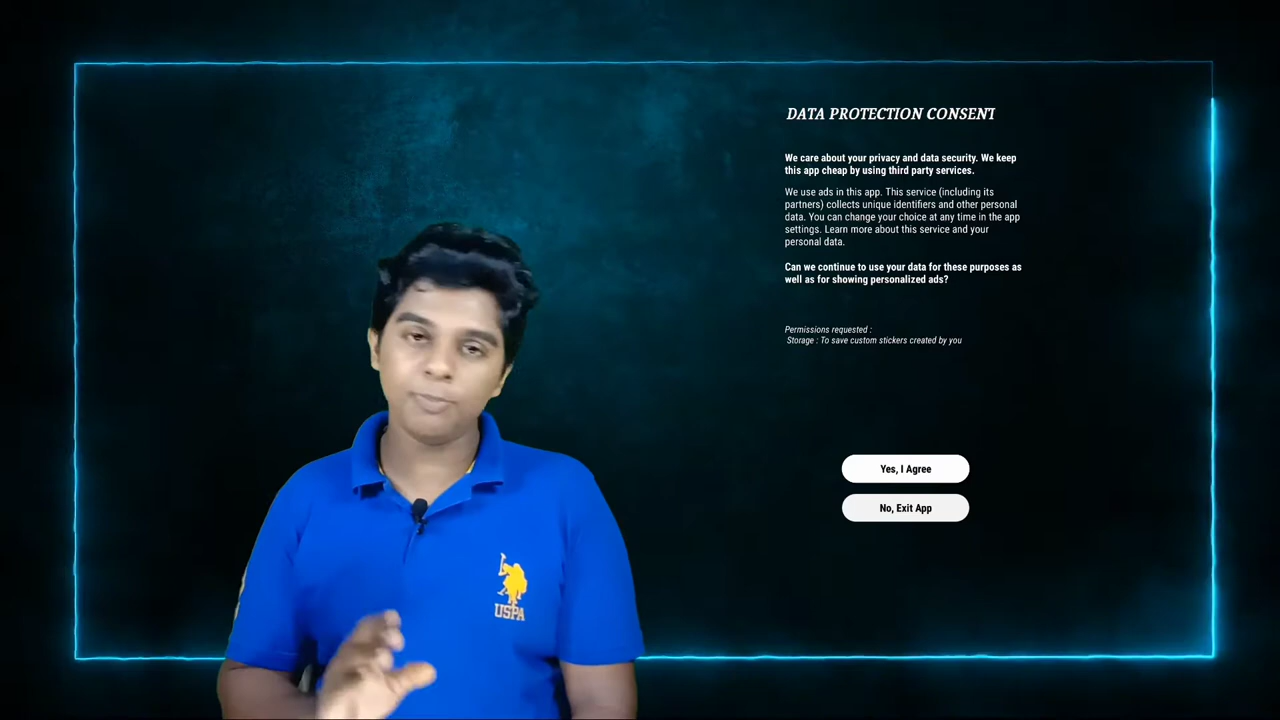 DATA PROTECTION CONSENT
We care about your privacy and data security. We keep
this app cheap by using third party services.
We use ads in this app. This service (including its
partners) collects unique identifiers and other personal
data. You can change your choice at any time in the app
settings. Learn more about this service and your
personal data.
Can we continue to use your data for these purposes as
well as for showing personalized ads?
Permissions requested :
Storage : To save custom stickers created by you
Yes, I Agree
No, Exit App
USPA